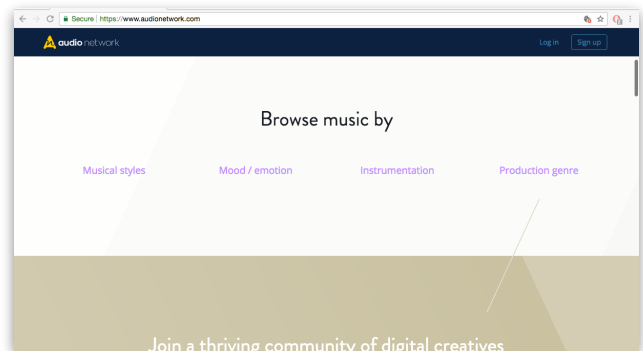 Secure | https://www.audionetwork.com
audio network
Log in
Sign up
Browse music by
Musical styles
Mood / emotion
Instrumentation
Production genre
Join a thriving community of digital creatives